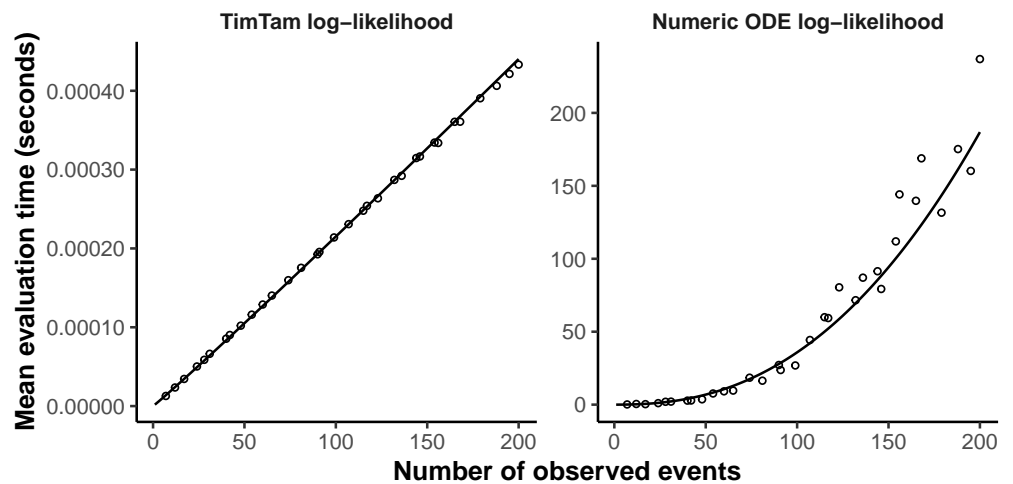 TimTam log−likelihood
Numeric ODE log−likelihood
Mean evaluation time (seconds)
0.00040
0.00030
0.00020
0.00010
0.00000
200
150
100
50
0
0 50 100 150 200
0 50 100 150 200
Number of observed events